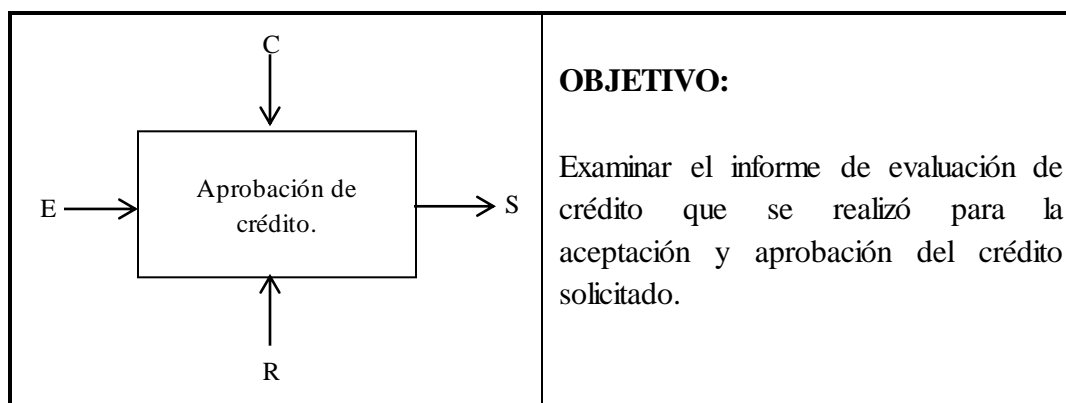 C
E
Aprobación de
crédito.
S
R
OBJETIVO:
Examinar el informe de evaluación de
crédito que se realizó para la
aceptación y aprobación del crédito
solicitado.